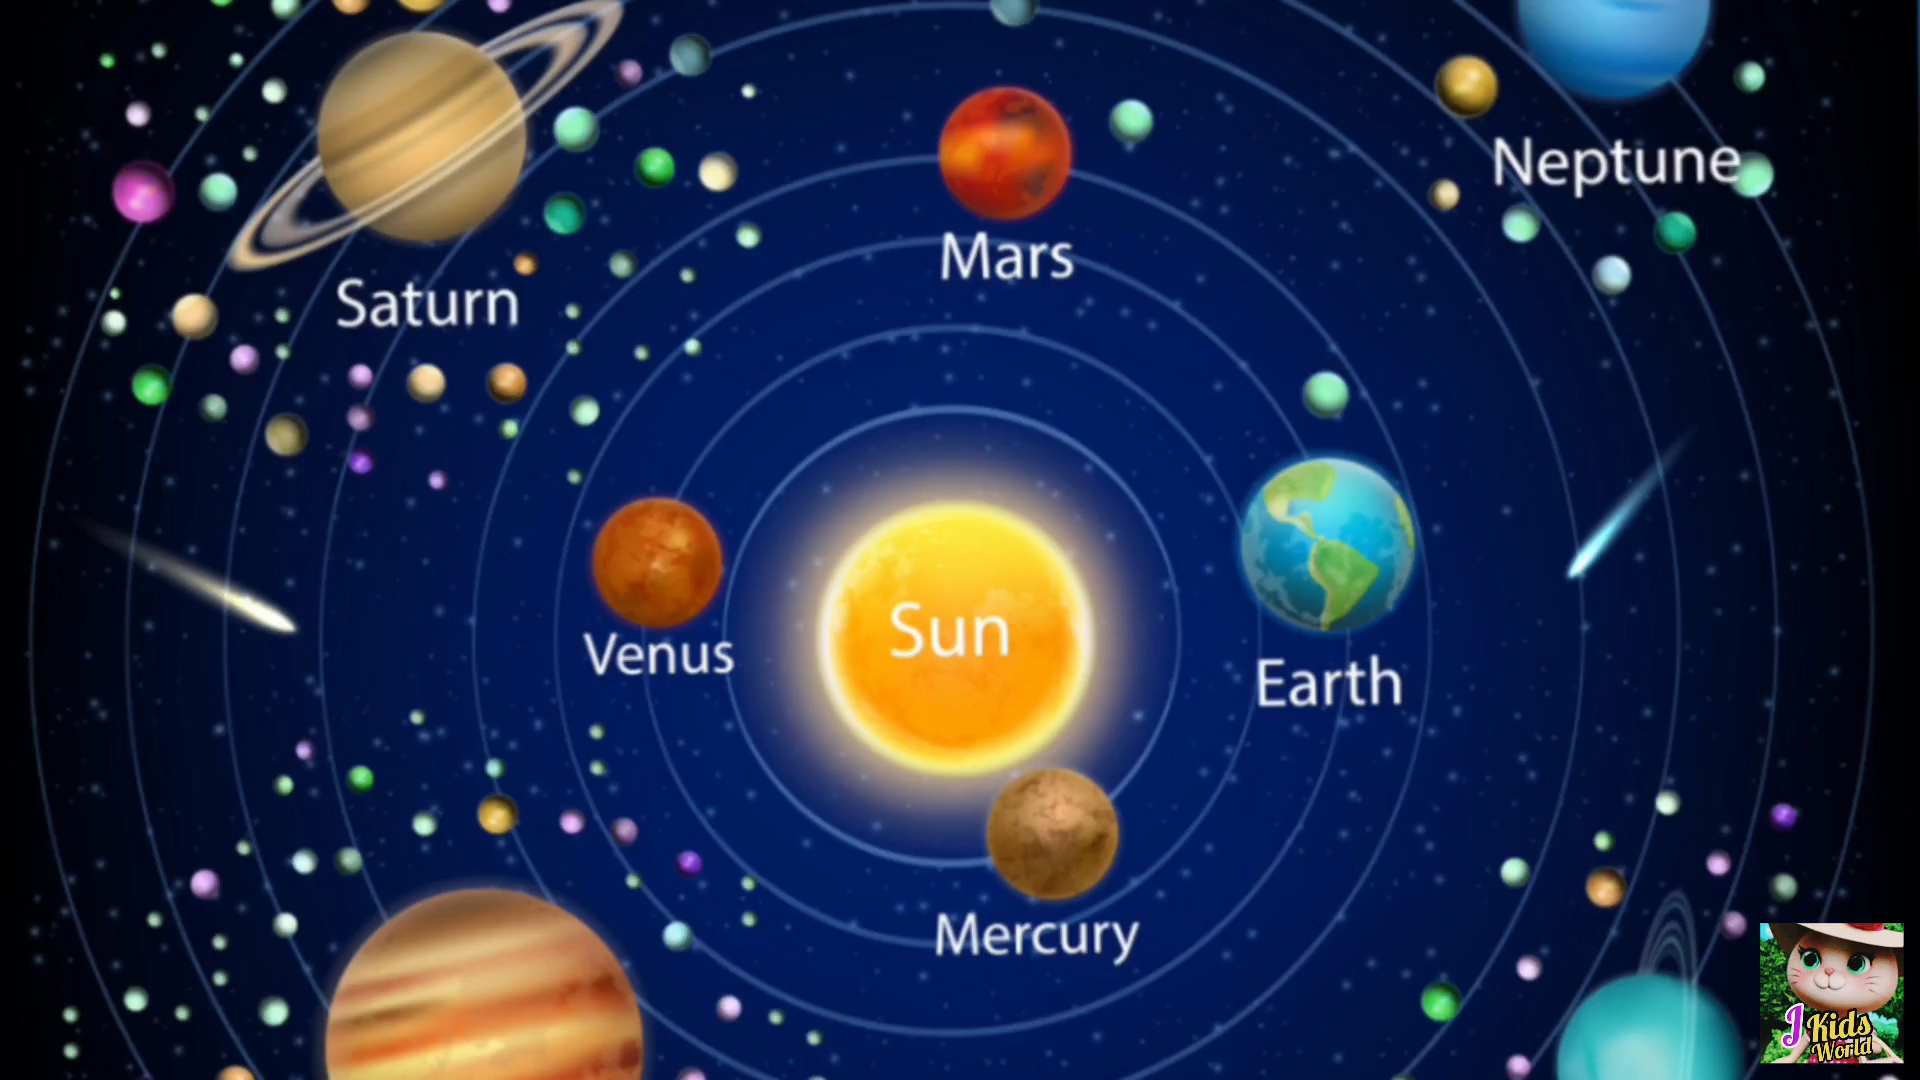 Neptune
Mars
Saturn
Sun
Venus
Earth
Mercury
J Kids
World